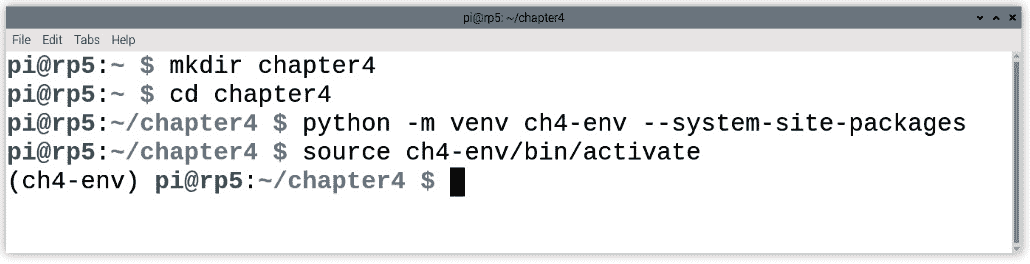 pi@rp5: ~/chapter4
File Edit Tabs Help
pi@rp5:~ $ mkdir chapter4
pi@rp5:~ $ cd chapter4
pi@rp5:~/chapter4 $ python -m venv ch4-env --system-site-packages
pi@rp5:~/chapter4 $ source ch4-env/bin/activate
(ch4-env) pi@rp5:~/chapter4 $